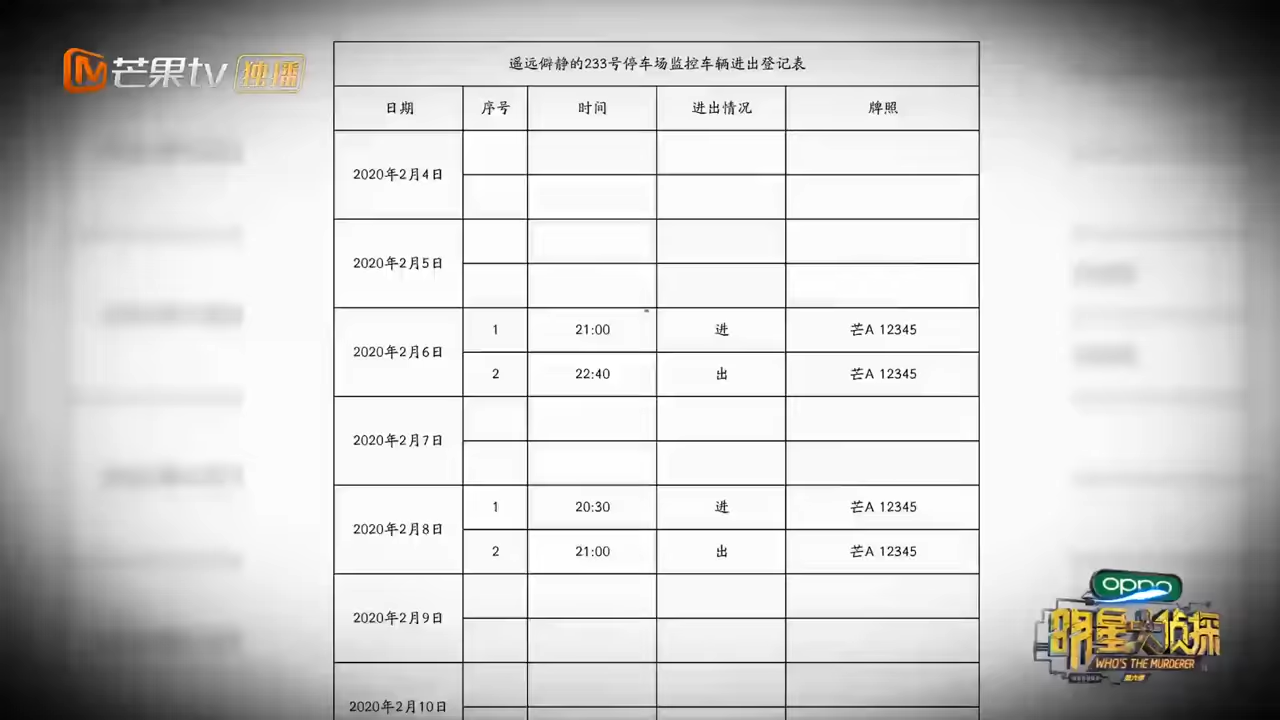 芒果tv 独播
遥远僻静的233号停车场监控车辆进出登记表
日期 序号 时间 进出情况 牌照
2020年2月4日
2020年2月5日
2020年2月6日
1 21:00 进 芒A 12345
2 22:40 出 芒A 12345
2020年2月7日
2020年2月8日
1 20:30 进 芒A 12345
2 21:00 出 芒A 12345
2020年2月9日
2020年2月10日
oppo
明星大侦探
WHO'S THE MURDERER
第六季